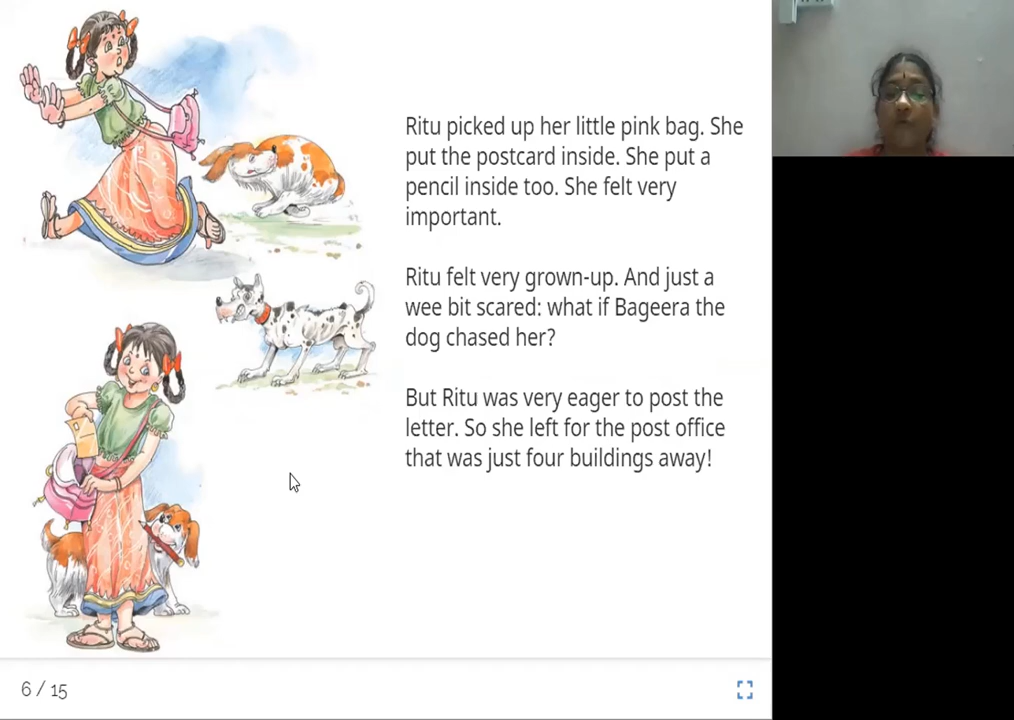 Ritu picked up her little pink bag. She
put the postcard inside. She put a
pencil inside too. She felt very
important.
Ritu felt very grown-up. And just a
wee bit scared: what if Bageera the
dog chased her?
But Ritu was very eager to post the
letter. So she left for the post office
that was just four buildings away!
6 / 15